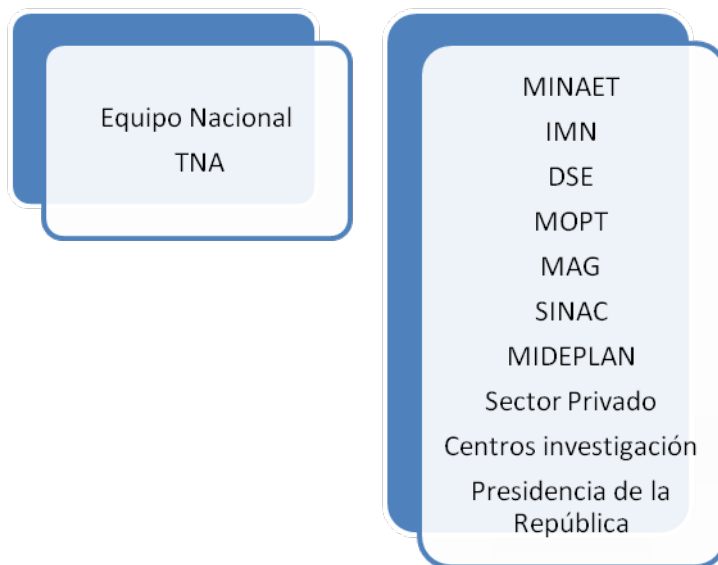 Equipo Nacional
TNA
MINAET
IMN
DSE
MOPT
MAG
SINAC
MIDEPLAN
Sector Privado
Centros investigación
Presidencia de la
República